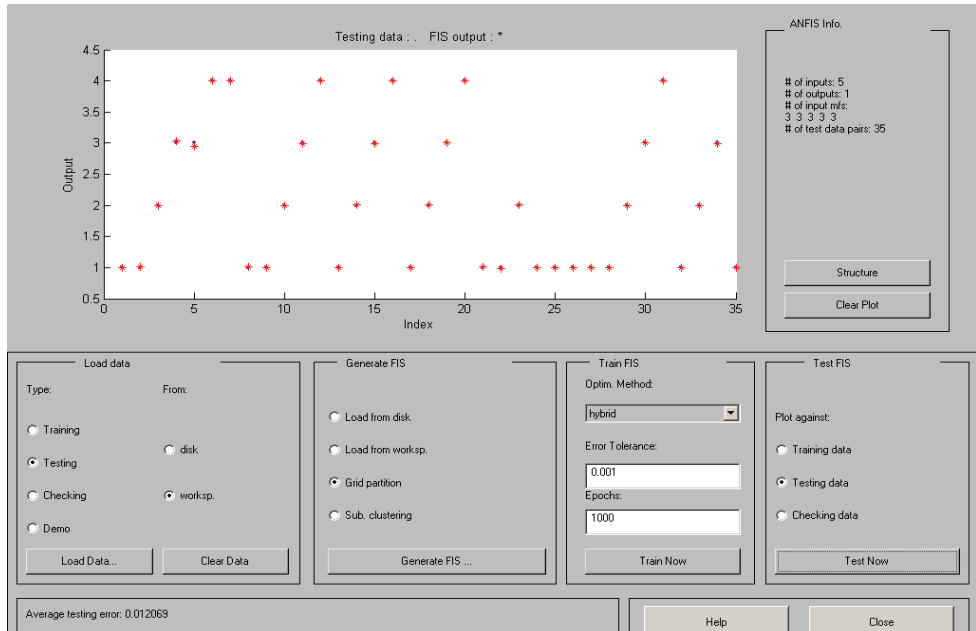 Testing data : .   FIS output : *
4.5
4
3.5
3
2.5
2
1.5
1
0.5
Output
0
5
10
15
20
25
30
35
Index
ANFIS Info.
# of inputs: 5
# of outputs: 1
# of input mfs:
3 3 3 3 3
# of test data pairs: 35
Structure
Clear Plot
Load data
Type:
From:
Training
Testing
Checking
Demo
disk
worksp.
Load Data...
Clear Data
Generate FIS
Load from disk
Load from worksp.
Grid partition
Sub. clustering
Generate FIS ...
Train FIS
Optim. Method:
hybrid
Error Tolerance:
0.001
Epochs:
1000
Train Now
Test FIS
Plot against:
Training data
Testing data
Checking data
Test Now
Average testing error: 0.012069
Help
Close